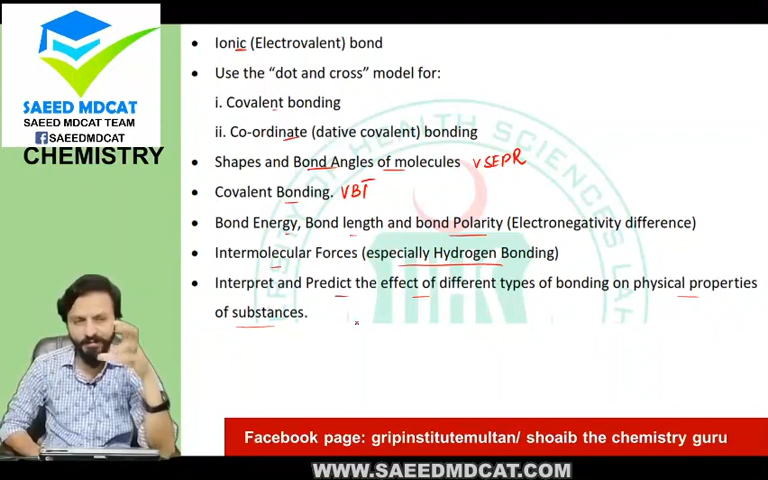 SAEED MDCAT
SAEED MDCAT TEAM
f SAEEDMDCAT
CHEMISTRY
• Ionic (Electrovalent) bond
• Use the “dot and cross” model for:
i. Covalent bonding
ii. Co-ordinate (dative covalent) bonding
• Shapes and Bond Angles of molecules VSEPR
• Covalent Bonding. VBT
• Bond Energy, Bond length and bond Polarity (Electronegativity difference)
• Intermolecular Forces (especially Hydrogen Bonding)
• Interpret and Predict the effect of different types of bonding on physical properties
of substances.
Facebook page: gripinstitutemultan/ shoaib the chemistry guru
WWW.SAEEDMDCAT.COM